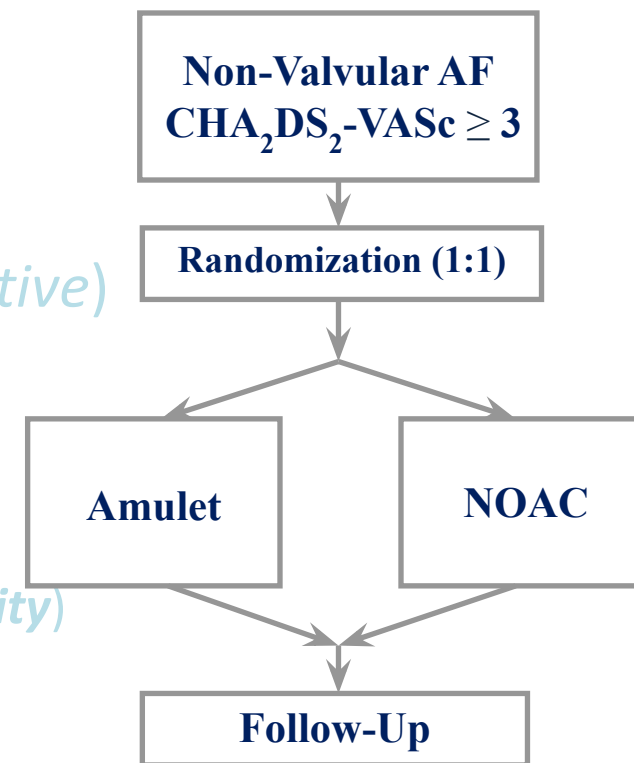 Non-Valvular AF
CHA₂DS₂-VASc ≥ 3
Randomization (1:1)
tive)
Amulet
NOAC
ity)
Follow-Up